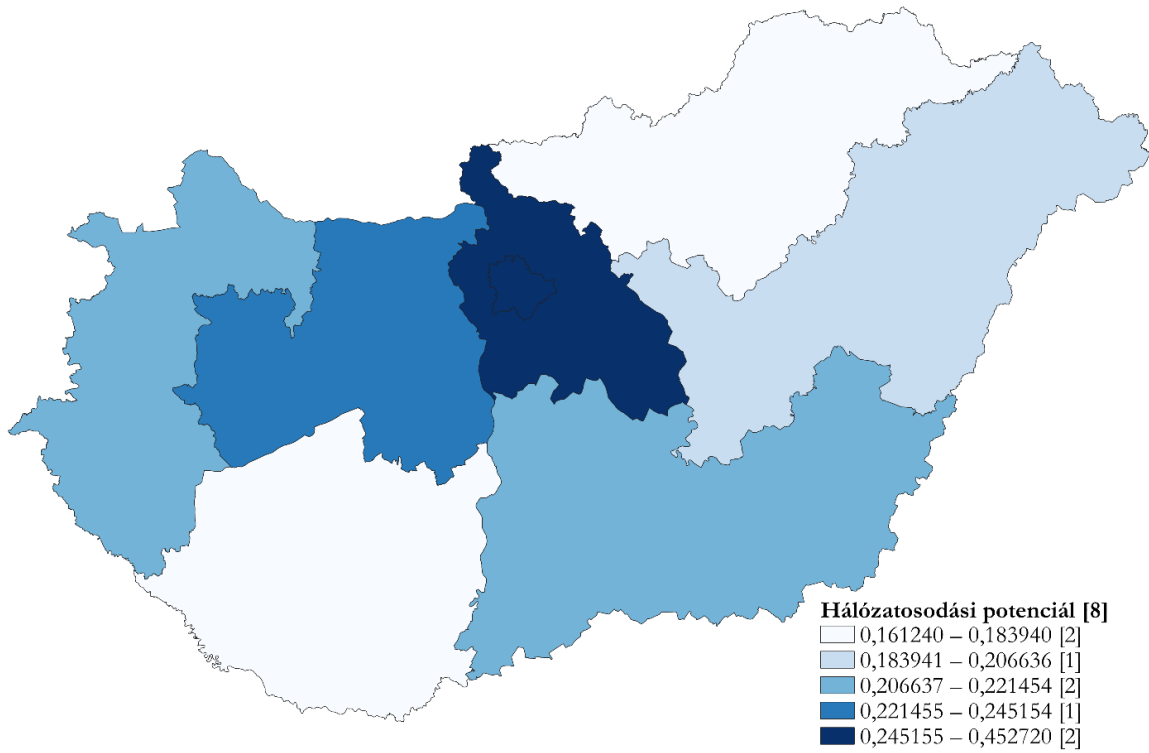 Hálózatosodási potenciál [8]
0,161240 – 0,183940 [2]
0,183941 – 0,206636 [1]
0,206637 – 0,221454 [2]
0,221455 – 0,245154 [1]
0,245155 – 0,452720 [2]